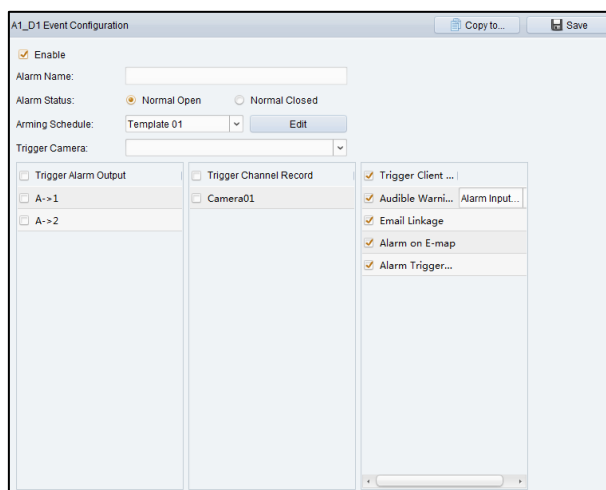 A1_D1 Event Configuration
Copy to...
Save
Enable
Alarm Name:
Alarm Status: Normal Open Normal Closed
Arming Schedule: Template 01 Edit
Trigger Camera:
Trigger Alarm Output
A->1
A->2
Trigger Channel Record
Camera01
Trigger Client ...
Audible Warni... Alarm Input...
Email Linkage
Alarm on E-map
Alarm Trigger...